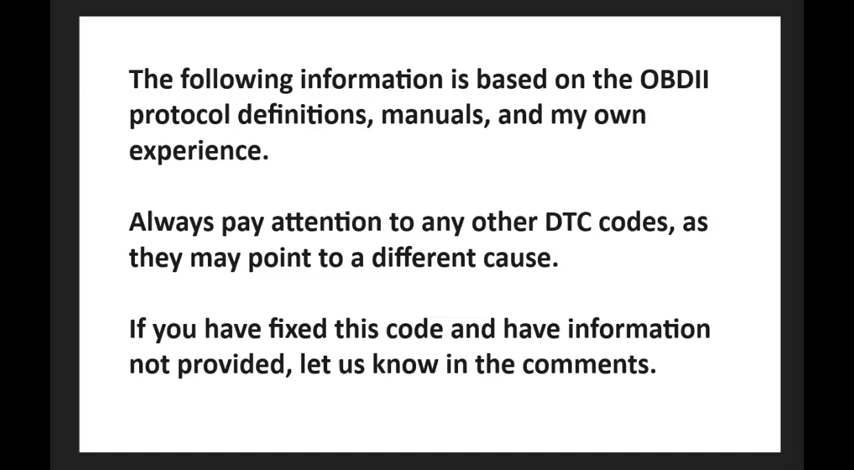 The following information is based on the OBDII
protocol definitions, manuals, and my own
experience.
Always pay attention to any other DTC codes, as
they may point to a different cause.
If you have fixed this code and have information
not provided, let us know in the comments.